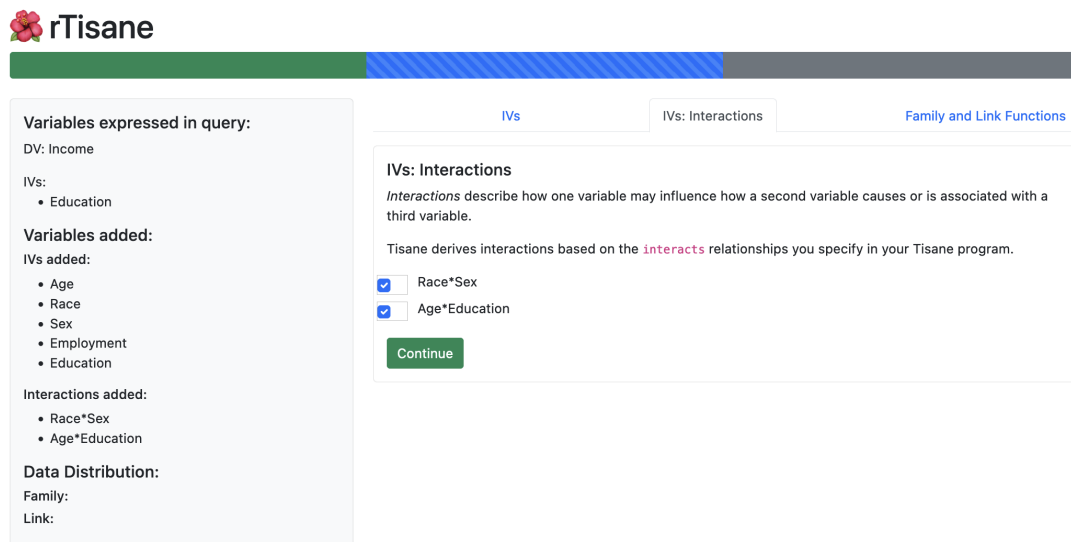 rTisane
Variables expressed in query:
DV: Income
IVs:
Education
Variables added:
IVs added:
Age
Race
Sex
Employment
Education
Interactions added:
Race*Sex
Age*Education
Data Distribution:
Family:
Link:
IVs
IVs: Interactions
Family and Link Functions
IVs: Interactions
Interactions describe how one variable may influence how a second variable causes or is associated with a
third variable.
Tisane derives interactions based on the interacts relationships you specify in your Tisane program.
Race*Sex
Age*Education
Continue